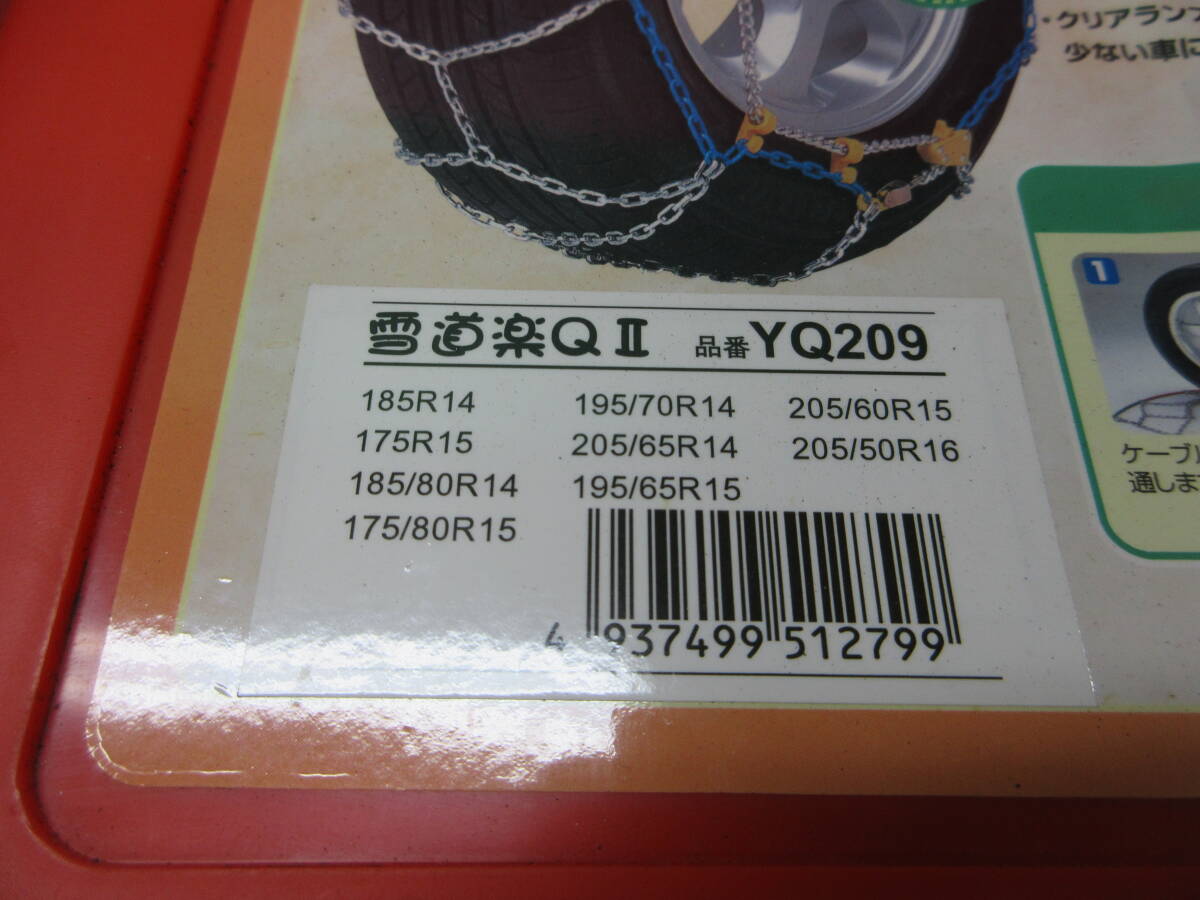 ・クリアラン
少ない車に
雪道楽QⅡ 品番YQ209
185R14 195/70R14 205/60R15
175R15 205/65R14 205/50R16
185/80R14 195/65R15
175/80R15
4 937499 512799
1
ケーブル
通しま